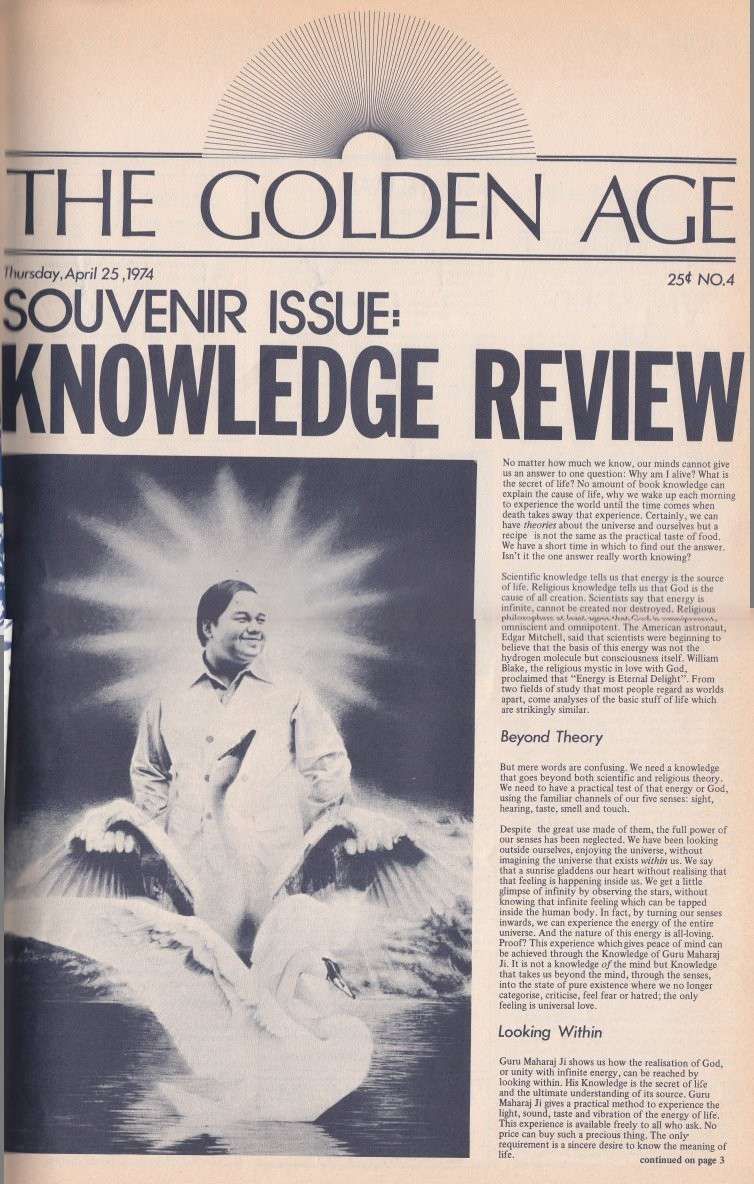 THE GOLDEN AGE
Thursday, April 25, 1974
25¢ NO.4
SOUVENIR ISSUE:
KNOWLEDGE REVIEW
No matter how much we know, our minds cannot give
us an answer to one question: Why am I alive? What is
the secret of life? No amount of book knowledge can
explain the cause of life, why we wake up each morning
to experience the world until the time comes when
death takes away that experience. Certainly, we can
have theories about the universe and ourselves but a
recipe is not the same as the practical taste of food.
We have a short time in which to find out the answer.
Isn't it the one answer really worth knowing?
Scientific knowledge tells us that energy is the source
of life. Religious knowledge tells us that God is the
cause of all creation. Scientists say that energy is
infinite, cannot be created nor destroyed. Religious
philosophers at least agree that God is omnipresent,
omniscient and omnipotent. The American astronaut,
Edgar Mitchell, said that scientists were beginning to
believe that the basis of this energy was not the
hydrogen molecule but consciousness itself. William
Blake, the religious mystic in love with God,
proclaimed that "Energy is Eternal Delight". From
two fields of study that most people regard as worlds
apart, come analyses of the basic stuff of life which
are strikingly similar.
Beyond Theory
But mere words are confusing. We need a knowledge
that goes beyond both scientific and religious theory.
We need to have a practical test of that energy or God,
using the familiar channels of our five senses: sight,
hearing, taste, smell and touch.
Despite the great use made of them, the full power of
our senses has been neglected. We have been looking
outside ourselves, enjoying the universe, without
imagining the universe that exists within us. We say
that a sunrise gladdens our heart without realising that
that feeling is happening inside us. We get a little
glimpse of infinity by observing the stars, without
knowing that infinite feeling which can be tapped
inside the human body. In fact, by turning our senses
inwards, we can experience the energy of the entire
universe. And the nature of this energy is all-loving.
Proof? This experience which gives peace of mind can
be achieved through the Knowledge of Guru Maharaj
Ji. It is not a knowledge of the mind but Knowledge
that takes us beyond the mind, through the senses,
into the state of pure existence where we no longer
categorise, criticise, feel fear or hatred; the only
feeling is universal love.
Looking Within
Guru Maharaj Ji shows us how the realisation of God,
or unity with infinite energy, can be reached by
looking within. His Knowledge is the secret of life
and the ultimate understanding of its source. Guru
Maharaj Ji gives a practical method to experience the
light, sound, taste and vibration of the energy of life.
This experience is available freely to all who ask. No
price can buy such a precious thing. The only
requirement is a sincere desire to know the meaning of
life.
continued on page 3